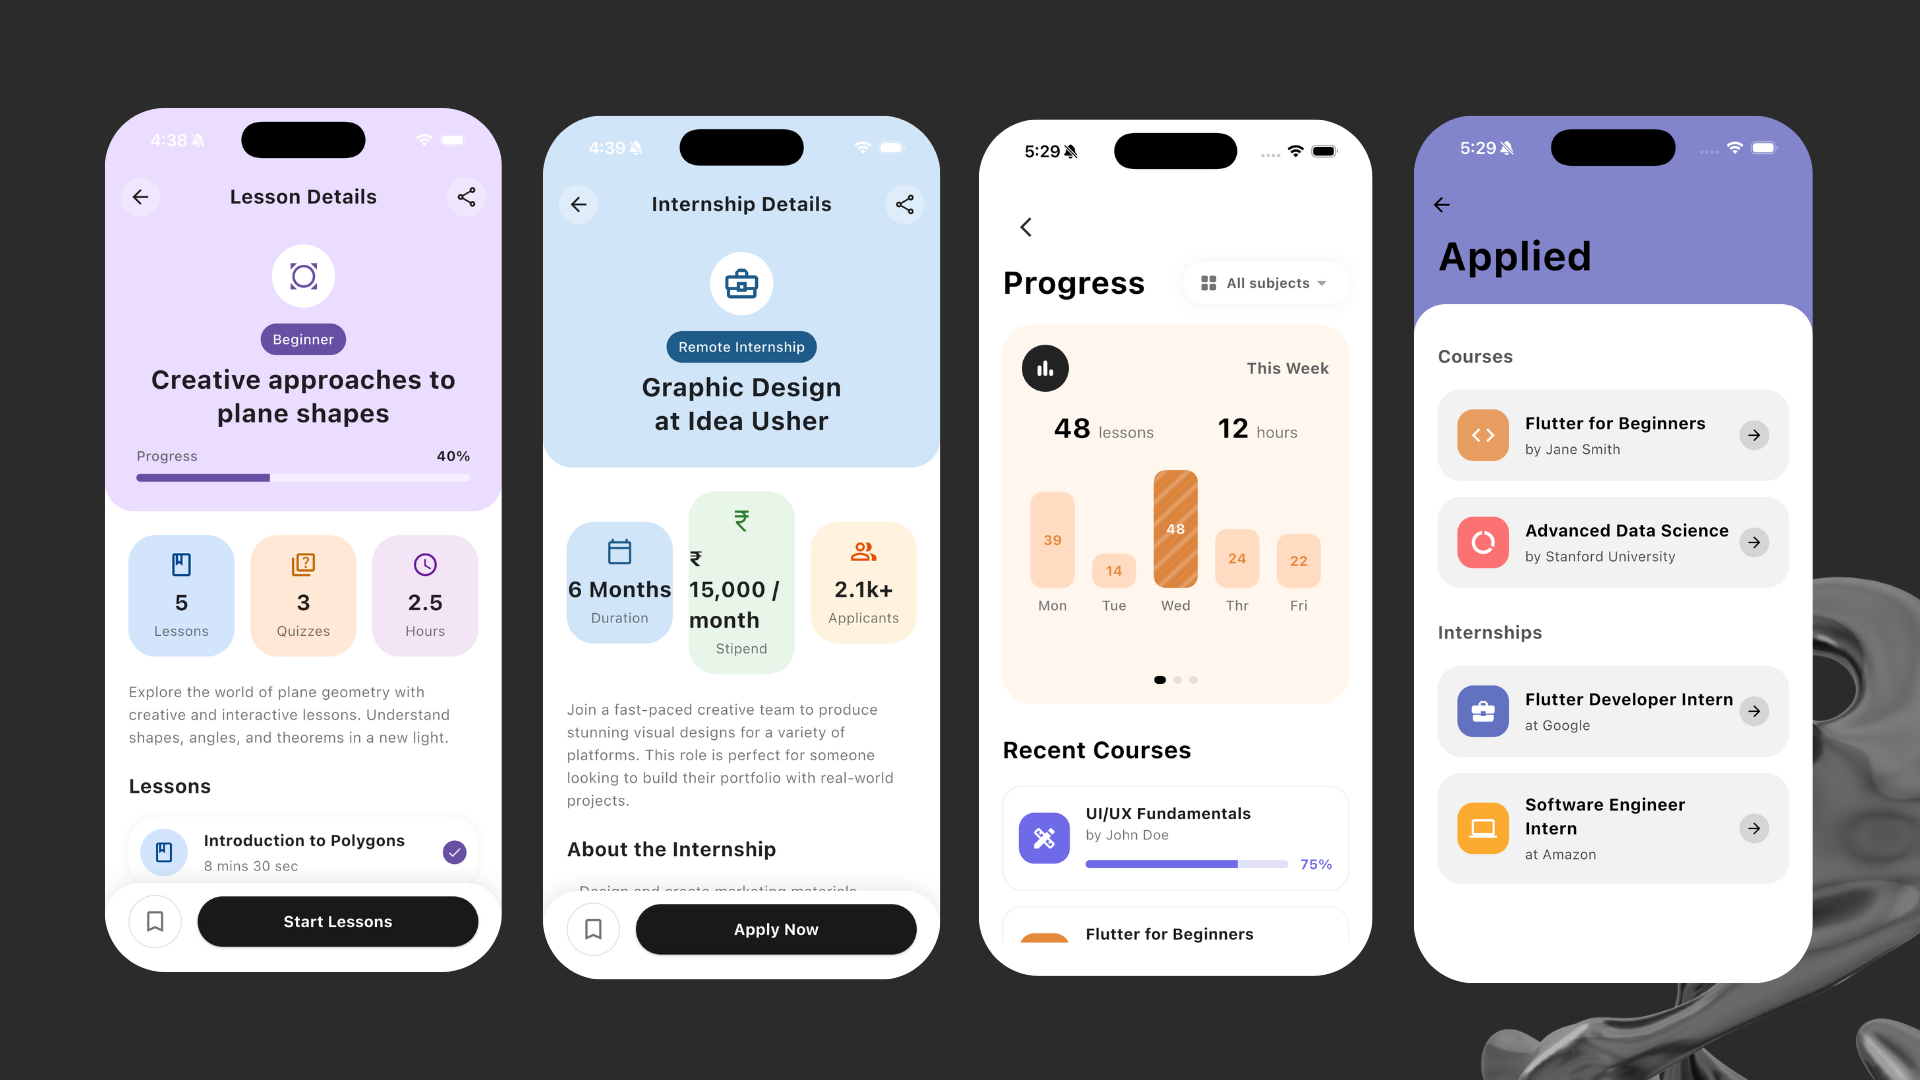 4:38
Lesson Details
Beginner
Creative approaches to
plane shapes
Progress 40%
5
Lessons
3
Quizzes
2.5
Hours
Explore the world of plane geometry with
creative and interactive lessons. Understand
shapes, angles, and theorems in a new light.
Lessons
Introduction to Polygons
8 mins 30 sec
Start Lessons
4:39
Internship Details
Remote Internship
Graphic Design
at Idea Usher
6 Months
Duration
₹
₹
15,000 /
month
Stipend
2.1k+
Applicants
Join a fast-paced creative team to produce
stunning visual designs for a variety of
platforms. This role is perfect for someone
looking to build their portfolio with real-world
projects.
About the Internship
Design and create marketing materials
Apply Now
5:29
Progress
All subjects
This Week
48 lessons
12 hours
39
14
48
24
22
Mon Tue Wed Thr Fri
Recent Courses
UI/UX Fundamentals
by John Doe
75%
Flutter for Beginners
5:29
Applied
Courses
Flutter for Beginners
by Jane Smith
Advanced Data Science
by Stanford University
Internships
Flutter Developer Intern
at Google
Software Engineer
Intern
at Amazon